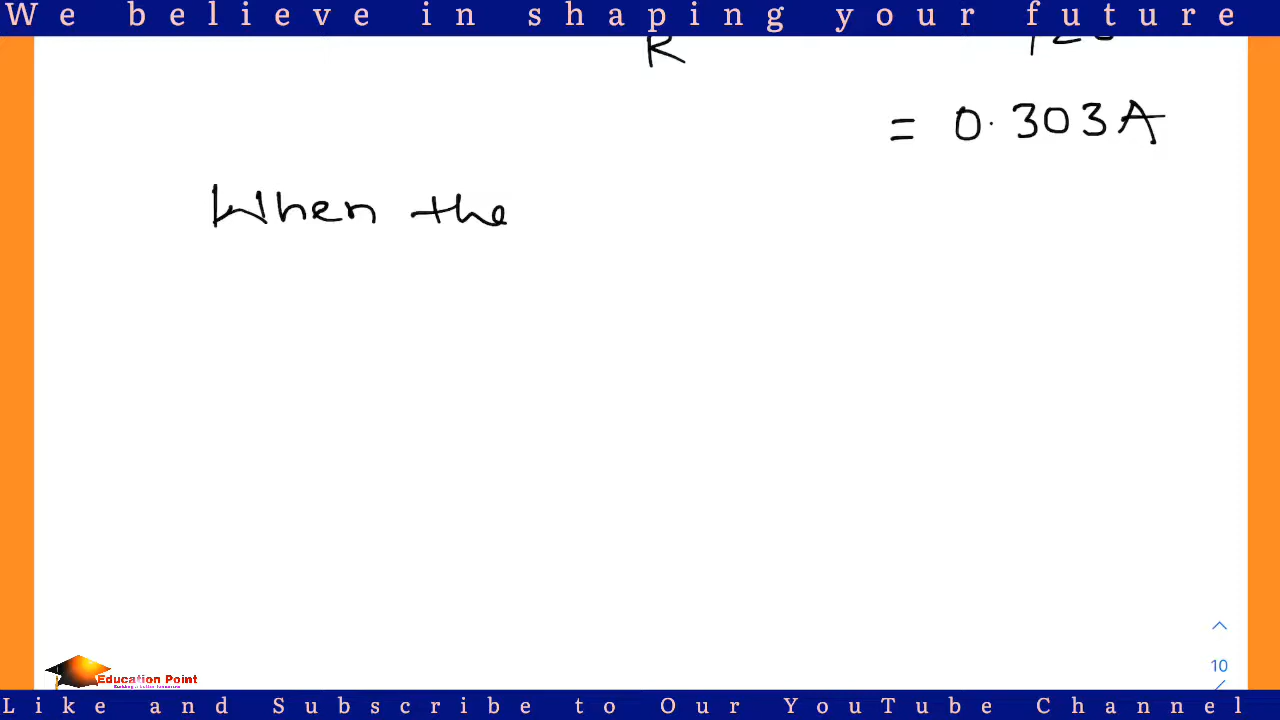 We believe in shaping your future
R
= 0.303A
When the
10
Education Point
Like and Subscribe to Our YouTube Channel